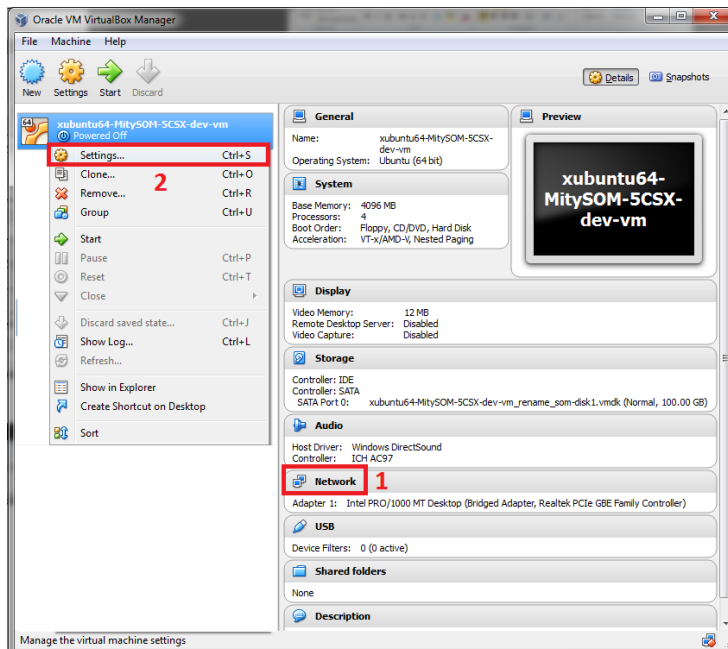 Oracle VM VirtualBox Manager
File Machine Help
New Settings Start Discard
Details Snapshots
64
xubuntu64-MitySOM-5CSX-dev-vm
Powered Off
Settings... Ctrl+S
2
Clone... Ctrl+O
Remove... Ctrl+R
Group Ctrl+U
Start
Pause Ctrl+P
Reset Ctrl+T
Close
Discard saved state... Ctrl+J
Show Log... Ctrl+L
Refresh...
Show in Explorer
Create Shortcut on Desktop
Sort
General
Name: xubuntu64-MitySOM-5CSX-
dev-vm
Operating System: Ubuntu (64 bit)
System
Base Memory: 4096 MB
Processors: 4
Boot Order: Floppy, CD/DVD, Hard Disk
Acceleration: VT-x/AMD-V, Nested Paging
Preview
xubuntu64-
MitySOM-5CSX-
dev-vm
Display
Video Memory: 12 MB
Remote Desktop Server: Disabled
Video Capture: Disabled
Storage
Controller: IDE
Controller: SATA
SATA Port 0: xubuntu64-MitySOM-5CSX-dev-vm_rename_som-disk1.vmdk (Normal, 100.00 GB)
Audio
Host Driver: Windows DirectSound
Controller: ICH AC97
Network 1
Adapter 1: Intel PRO/1000 MT Desktop (Bridged Adapter, Realtek PCIe GBE Family Controller)
USB
Device Filters: 0 (0 active)
Shared folders
None
Description
Manage the virtual machine settings